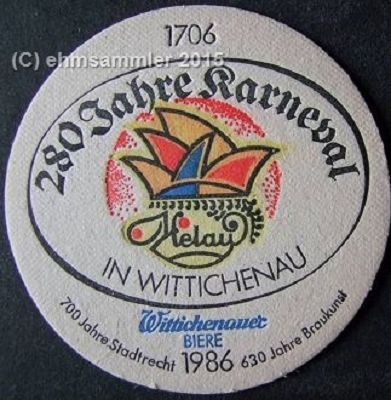 1706
(C) ehmsammler 2015
280 Jahre Karneval
Helau
IN WITTICHENAU
Wittichenauer
BIERE
700 Jahre Stadtrecht 1986 630 Jahre Braukunst